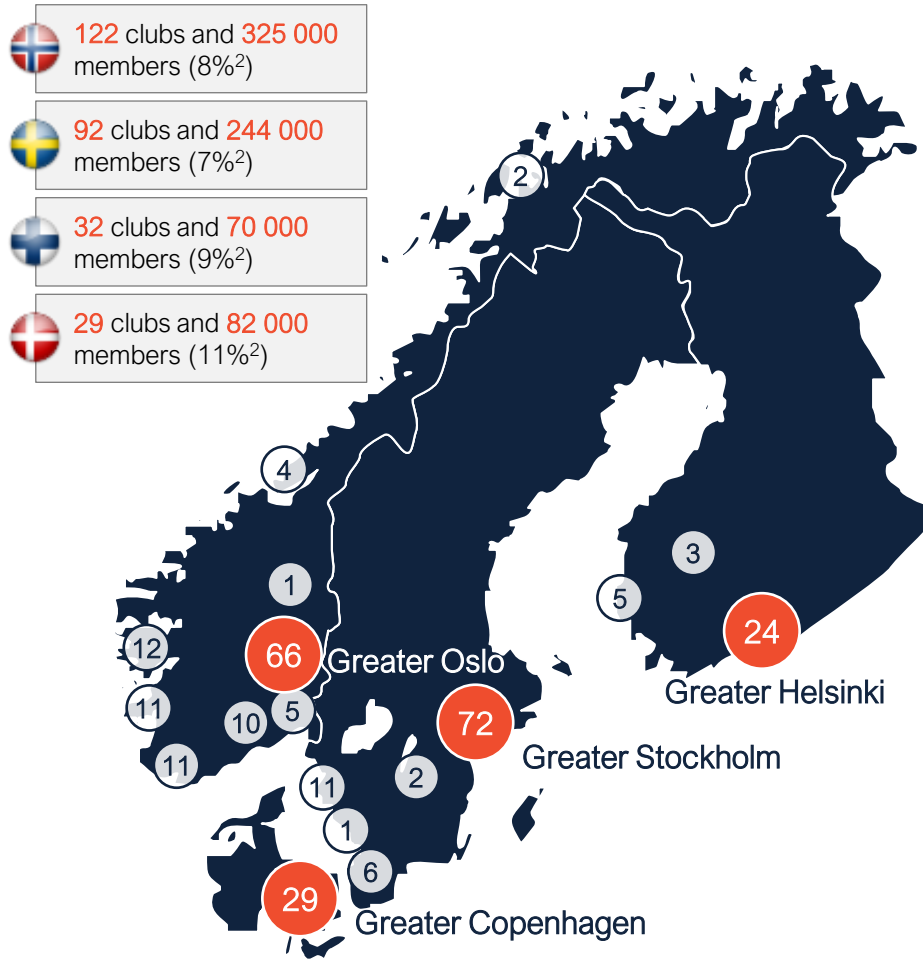 122 clubs and 325 000
members (8%²)
92 clubs and 244 000
members (7%²)
32 clubs and 70 000
members (9%²)
29 clubs and 82 000
members (11%²)
2
4
1
3
5
12
66
Greater Oslo
24
Greater Helsinki
11
10
5
72
Greater Stockholm
11
2
11
1
6
29
Greater Copenhagen